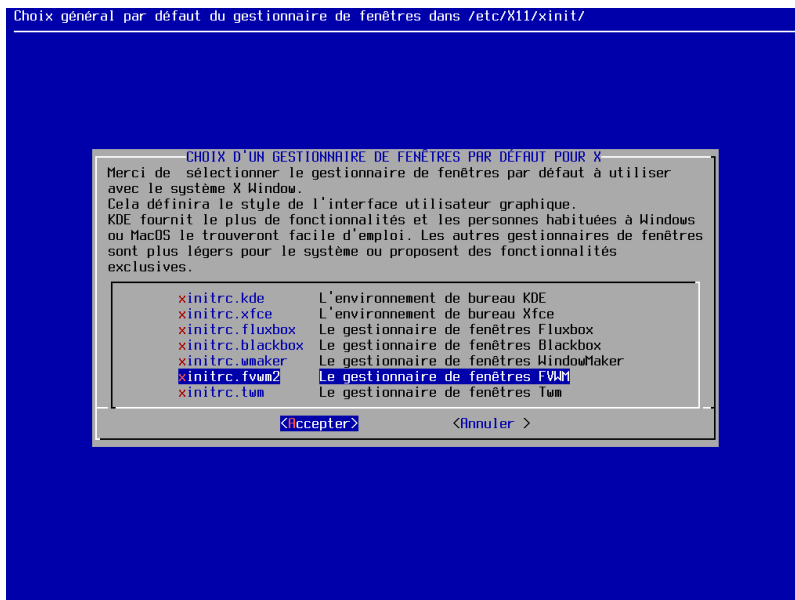 Choix général par défaut du gestionnaire de fenêtres dans /etc/X11/xinit/
CHOIX D'UN GESTIONNAIRE DE FENÊTRES PAR DÉFAUT POUR X
Merci de  sélectionner le gestionnaire de fenêtres par défaut à utiliser
avec le système X Window.
Cela définira le style de l'interface utilisateur graphique.
KDE fournit le plus de fonctionnalités et les personnes habituées à Windows
ou MacOS le trouveront facile d'emploi. Les autres gestionnaires de fenêtres
sont plus légers pour le système ou proposent des fonctionnalités
exclusives.
xinitrc.kde L'environnement de bureau KDE
xinitrc.xfce L'environnement de bureau Xfce
xinitrc.fluxbox Le gestionnaire de fenêtres Fluxbox
xinitrc.blackbox Le gestionnaire de fenêtres Blackbox
xinitrc.wmaker Le gestionnaire de fenêtres WindowMaker
xinitrc.fvwm2 Le gestionnaire de fenêtres FVWM
xinitrc.twm Le gestionnaire de fenêtres Twm
<Accepter> <Annuler >